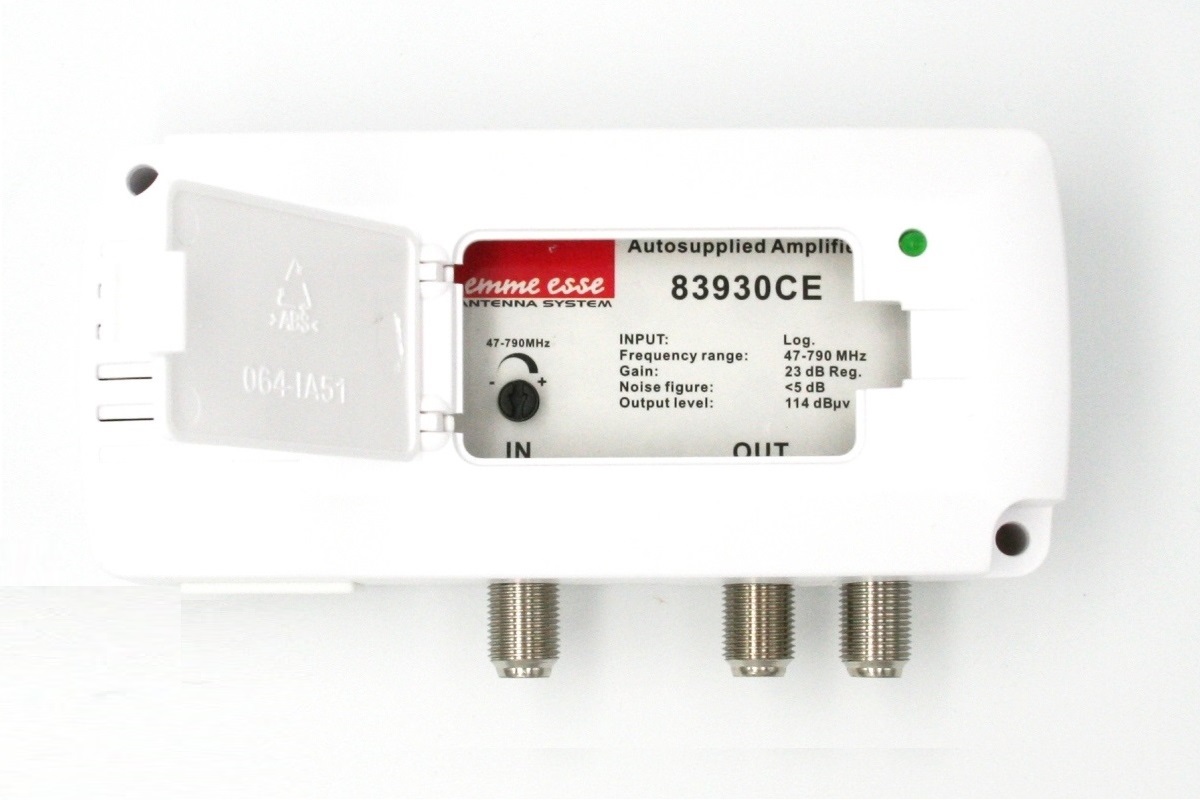 >ABS<
064-IA51
emme esse
ANTENNA SYSTEM
Autosupplied Amplifie
83930CE
47-790MHz
- +
INPUT: Log.
Frequency range: 47-790 MHz
Gain: 23 dB Reg.
Noise figure: <5 dB
Output level: 114 dBµv
IN OUT